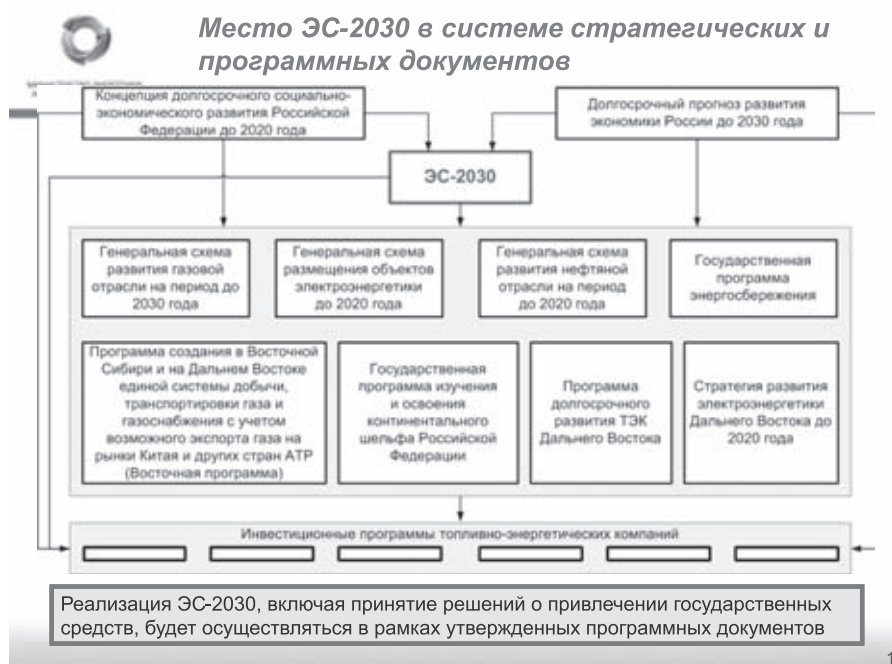 Место ЭС-2030 в системе стратегических и
программных документов
Концепция долгосрочного социально-
экономического развития Российской
Федерации до 2020 года
Долгосрочный прогноз развития
экономики России до 2030 года
ЭС-2030
Генеральная схема
развития газовой
отрасли на период до
2030 года
Генеральная схема
размещения объектов
электроэнергетики
до 2020 года
Генеральная схема
развития нефтяной
отрасли на период
до 2020 года
Государственная
программа
энергосбережения
Программа создания в Восточной
Сибири и на Дальнем Востоке
единой системы добычи,
транспортировки газа и
газоснабжения с учетом
возможного экспорта газа на
рынки Китая и других стран АТР
(Восточная программа)
Государственная
программа изучения
и освоения
континентального
шельфа Российской
Федерации
Программа
долгосрочного
развития ТЭК
Дальнего Востока
Стратегия развития
электроэнергетики
Дальнего Востока до
2020 года
Инвестиционные программы топливно-энергетических компаний
Реализация ЭС-2030, включая принятие решений о привлечении государственных
средств, будет осуществляться в рамках утвержденных программных документов
1